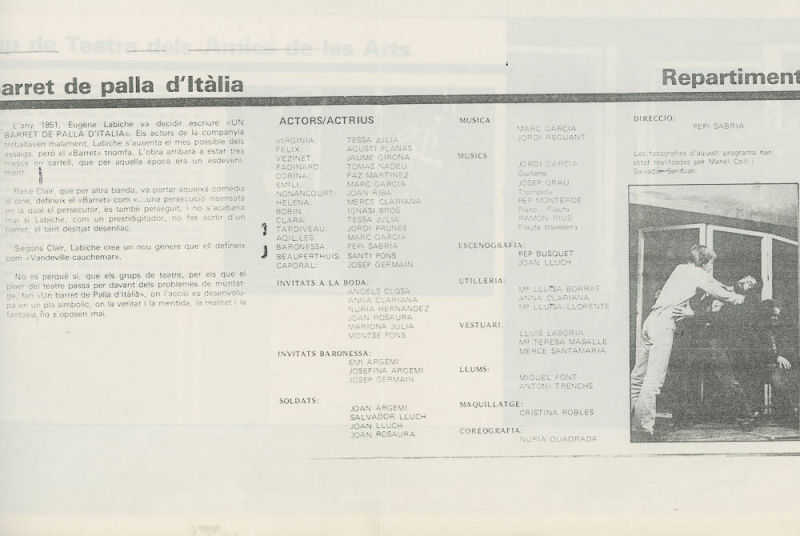 up de Teatre dels Amics de les Arts
arret de palla d'Itàlia
Repartiment
L'any 1851, Eugène Labiche va decidir escriure «UN
BARRET DE PALLA D'ITALIA». Els actors de la companyia
treballaven malament, Labiche s'ausenta el més possible dels
assaigs, però el «Barret» triomfa. L'obra arribarà a estar tres
mesos en cartell, que per aquella època era un esdeveni-
ment.
René Clair, que per altra banda, va portar aqueixa comèdia
al cine, defineix el «Barret» com «...una persecució insensata
en la qual el persecutor, és també perseguit, i no s'acabaria
mai si Labiche, com un prestidigitador, no fes sortir d'un
barret, el tant desitjat desenllaç.
Segons Clair, Labiche crea un nou gènere que ell defineix
com «Vandeville-cauchemar».
No es perquè sí, que els grups de teatre, per els que el
plaer del teatre passa per davant dels problemes de muntat-
ge, fan «Un barret de Palla d'Itàlia», on l'acció es desenvolu-
pa en un pla simbòlic, on la veritat i la mentida, la realitat i la
fantasia no s'oposen mai.
ACTORS/ACTRIUS
VIRGINIA: TESSA JULIA
FELIX: AGUSTI PLANAS
VEZINET: JAUME GIRONA
FADINARD: TOMAS NADEU
CORINA: PAZ MARTINEZ
EMILI: MARC GARCIA
NONANCOURT: JOAN RIBA
HELENA: MERCE CLARIANA
BOBIN: IGNASI BROS
CLARA: TESSA JULIA
TARDIVEAU: JORDI PRUNES
AQILLES: MARC GARCIA
BARONESSA: PEPI SABRIA
BEAUPERTHUIS: SANTI PONS
CAPORAL: JOSEP GERMAIN
INVITATS A LA BODA:
ANGELS CLOSA
ANNA CLARIANA
NURIA HERNANDEZ
JOAN ROSAURA
MARIONA JULIA
MONTSE PONS
INVITATS BARONESSA:
EMI ARGEMI
JOSEFINA ARGEMI
JOSEP GERMAIN
SOLDATS:
JOAN ARGEMI
SALVADOR LLUCH
JOAN LLUCH
JOAN ROSAURA
MUSICA
MARC GARCIA
JORDI REGUANT
MUSICS
JORDI GARCIA
Guitarra
JOSEP GRAU
Trompeta
PEP MONTERDE
Piano Flauta
RAMON RIUS
Flauta travessera
ESCENOGRAFIA:
PEP BUSQUET
JOAN LLUCH
UTILLERIA:
Mª LLUISA BORRAS
ANNA CLARIANA
Mª LLUISA LLORENTE
VESTUARI:
LLUIS LABORIA
Mª TERESA MASALLE
MERCE SANTAMARIA
LLUMS:
MIQUEL FONT
ANTONI TRENCHS
MAQUILLATGE:
CRISTINA ROBLES
COREOGRAFIA:
NURIA QUADRADA
DIRECCIO:
PEPI SABRIA
Les fotografies d'aquest programa han
estat realitzades per Manel Coll i
Salvador Sanjuan.